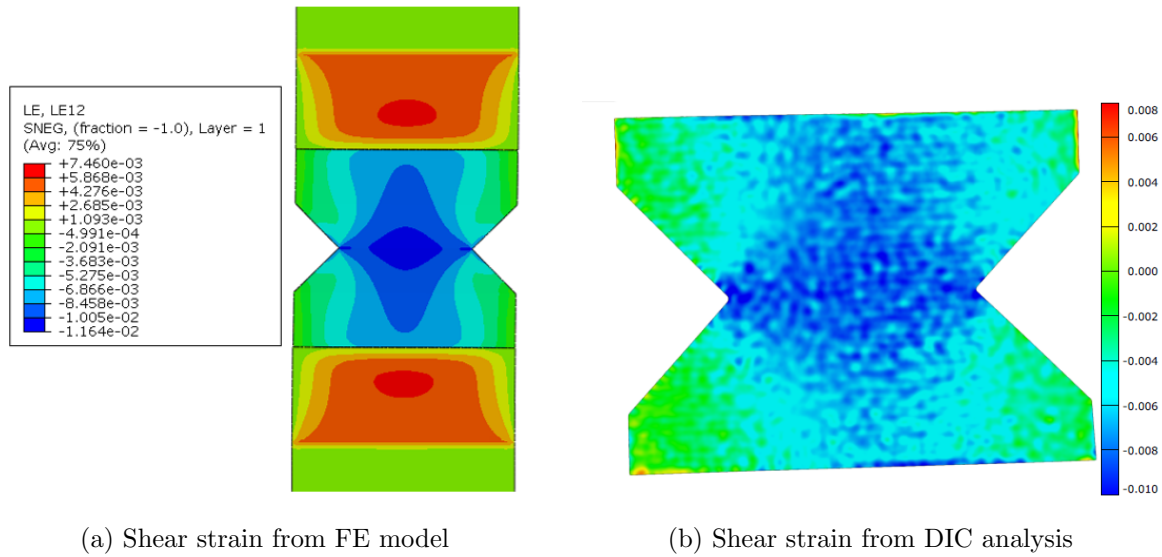 LE, LE12
SNEG, (fraction = -1.0), Layer = 1
(Avg: 75%)
+7.460e-03
+5.868e-03
+4.276e-03
+2.685e-03
+1.093e-03
-4.991e-04
-2.091e-03
-3.683e-03
-5.275e-03
-6.866e-03
-8.458e-03
-1.005e-02
-1.164e-02
0.008
0.006
0.004
0.002
0.000
-0.002
-0.004
-0.006
-0.008
-0.010
(a) Shear strain from FE model
(b) Shear strain from DIC analysis